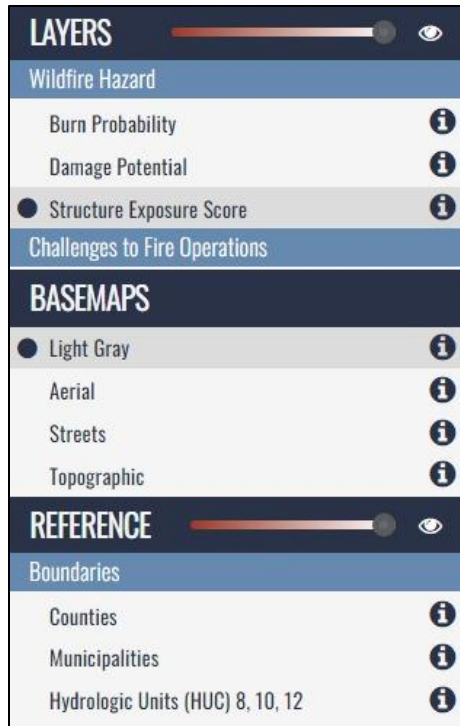 LAYERS
Wildfire Hazard
Burn Probability
Damage Potential
Structure Exposure Score
Challenges to Fire Operations
BASEMAPS
Light Gray
Aerial
Streets
Topographic
REFERENCE
Boundaries
Counties
Municipalities
Hydrologic Units (HUC) 8, 10, 12